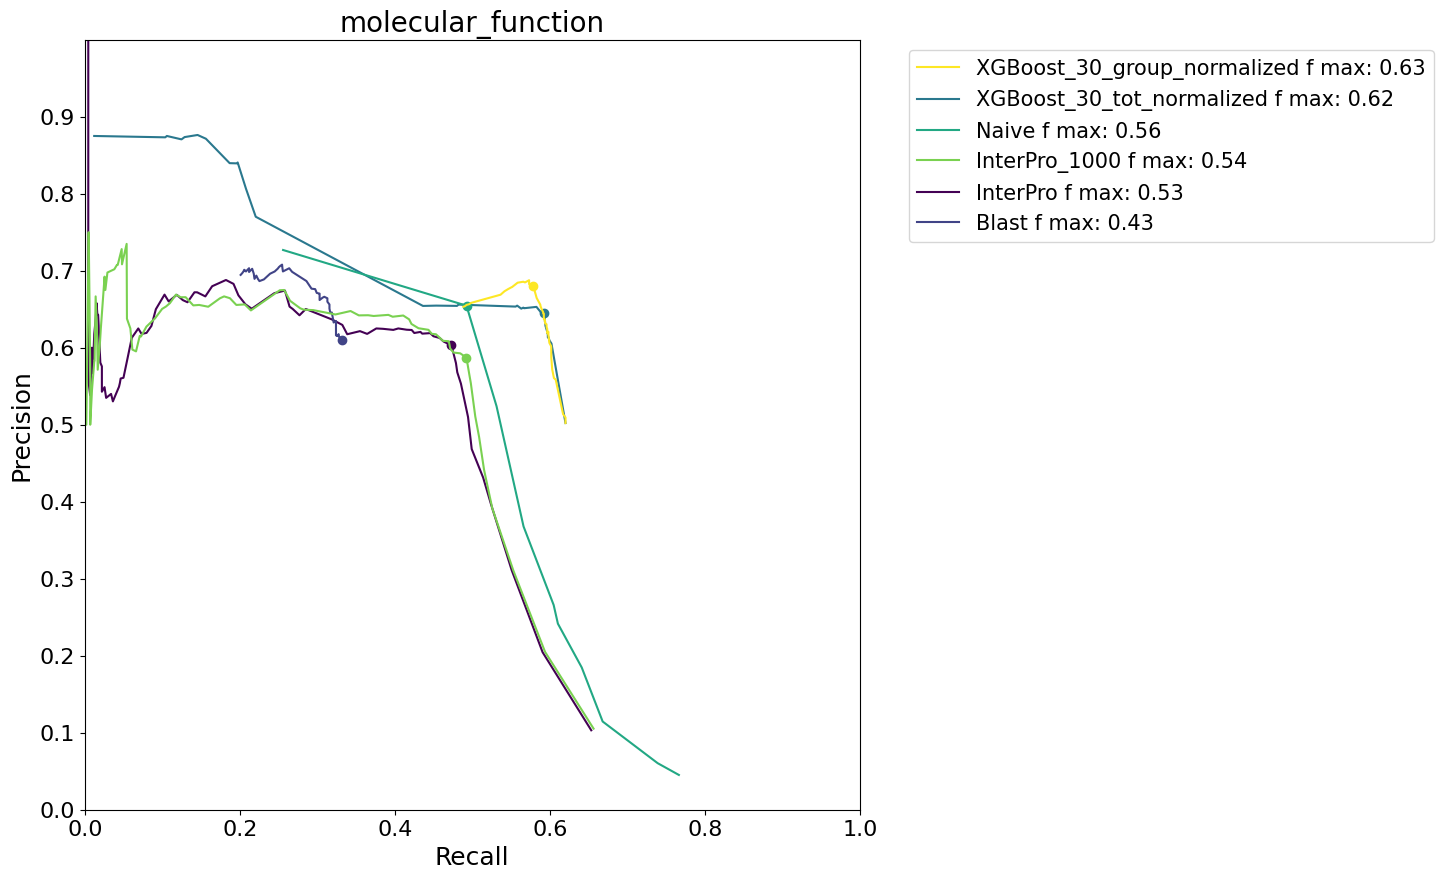 molecular_function
XGBoost_30_group_normalized f max: 0.63
XGBoost_30_tot_normalized f max: 0.62
Naive f max: 0.56
InterPro_1000 f max: 0.54
InterPro f max: 0.53
Blast f max: 0.43
Precision
0.9
0.8
0.7
0.6
0.5
0.4
0.3
0.2
0.1
0.0
0.0 0.2 0.4 0.6 0.8 1.0
Recall